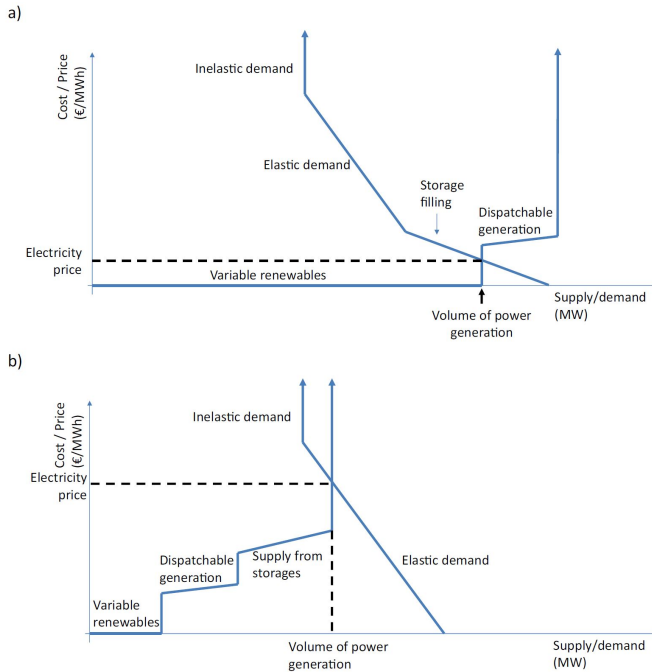 a)
Cost / Price
(€/MWh)
Inelastic demand
Elastic demand
Storage
filling
Dispatchable
generation
Electricity
price
Variable renewables
Supply/demand
(MW)
Volume of power
generation
b)
Cost / Price
(€/MWh)
Inelastic demand
Electricity
price
Dispatchable
generation
Supply from
storages
Elastic demand
Variable
renewables
Volume of power
generation
Supply/demand
(MW)